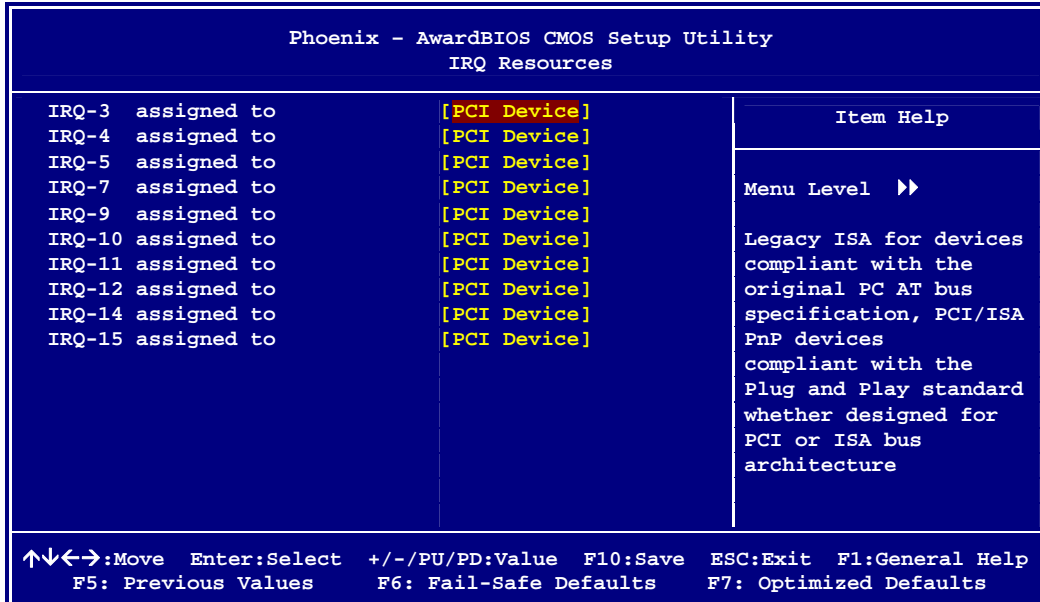 Phoenix – AwardBIOS CMOS Setup Utility
IRQ Resources
IRQ-3 assigned to [PCI Device]
IRQ-4 assigned to [PCI Device]
IRQ-5 assigned to [PCI Device]
IRQ-7 assigned to [PCI Device]
IRQ-9 assigned to [PCI Device]
IRQ-10 assigned to [PCI Device]
IRQ-11 assigned to [PCI Device]
IRQ-12 assigned to [PCI Device]
IRQ-14 assigned to [PCI Device]
IRQ-15 assigned to [PCI Device]
Item Help
Menu Level
Legacy ISA for devices
compliant with the
original PC AT bus
specification, PCI/ISA
PnP devices
compliant with the
Plug and Play standard
whether designed for
PCI or ISA bus
architecture
↑↓←→:Move Enter:Select +/-/PU/PD:Value F10:Save ESC:Exit F1:General Help
F5: Previous Values F6: Fail-Safe Defaults F7: Optimized Defaults